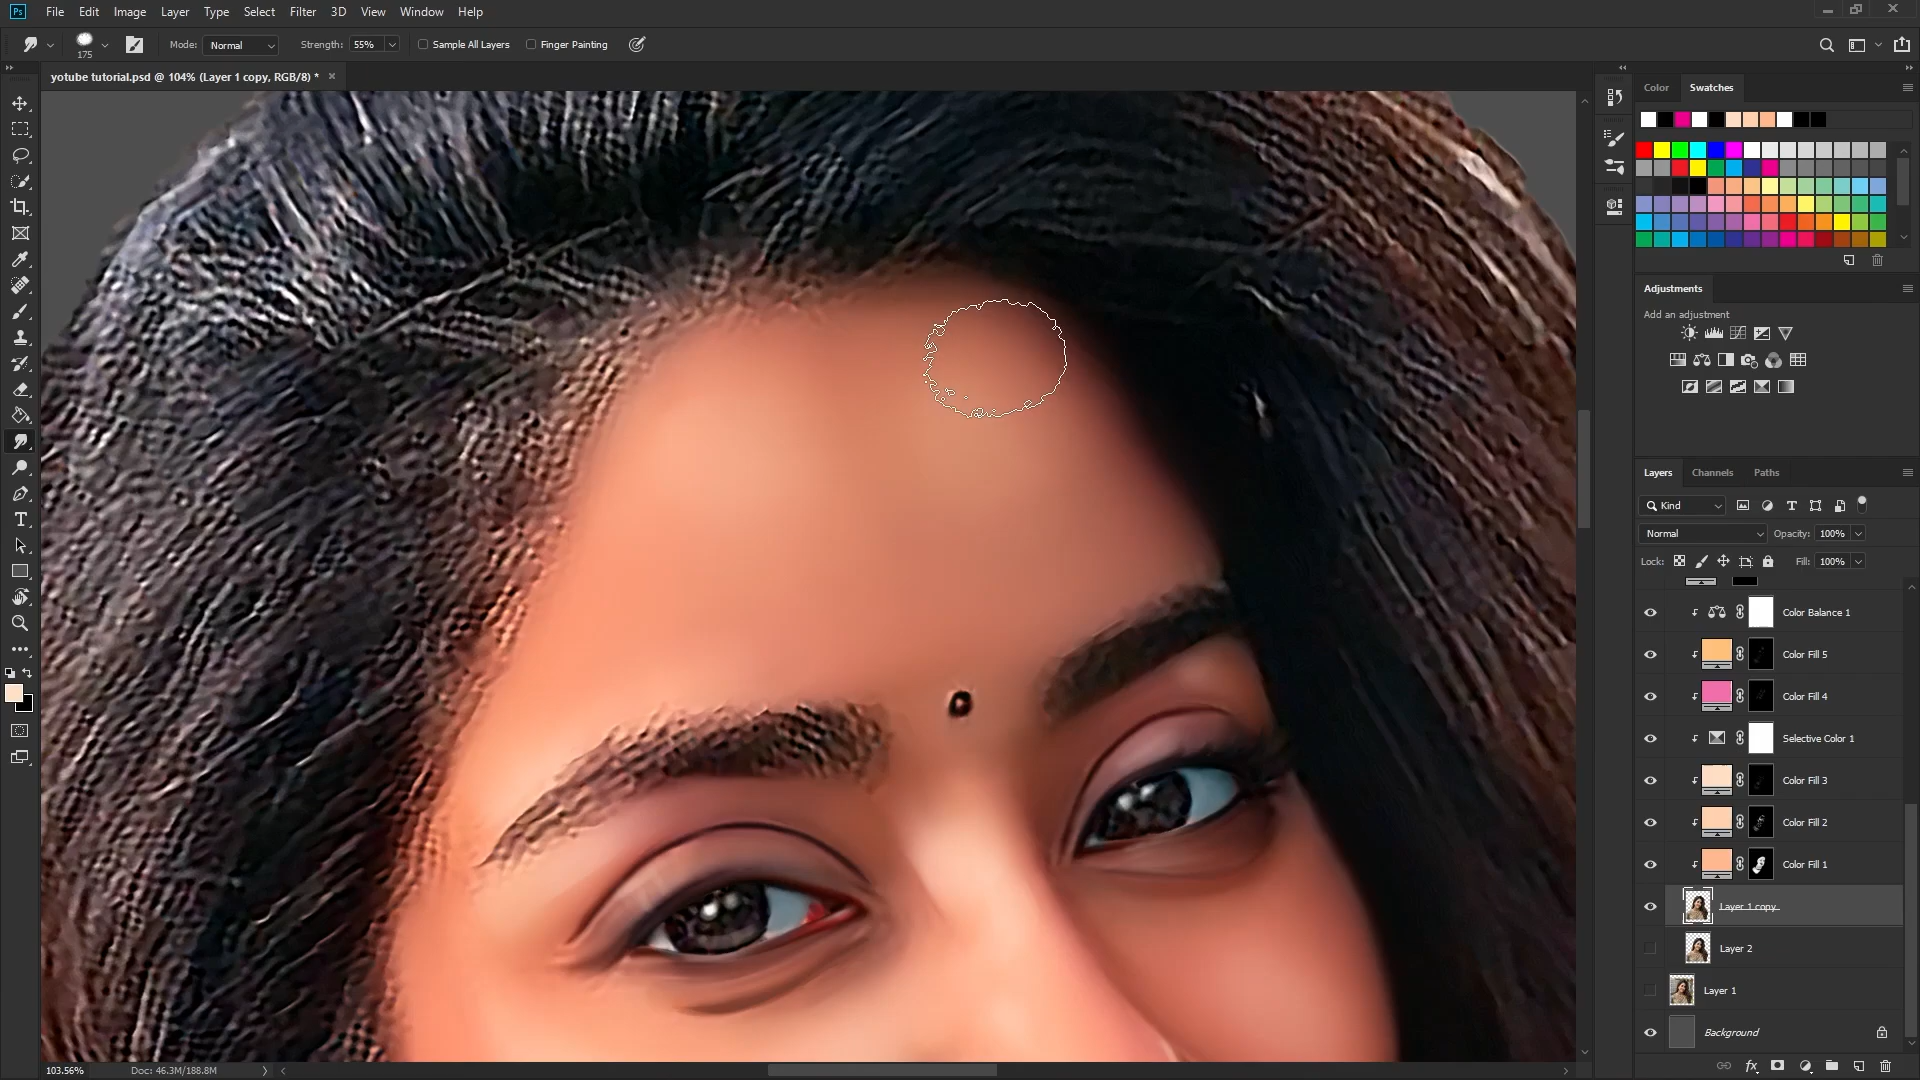 Ps File Edit Image Layer Type Select Filter 3D View Window Help
175 Mode: Normal Strength: 55% Sample All Layers Finger Painting
yotube tutorial.psd @ 104% (Layer 1 copy, RGB/8) *
Color Swatches
Adjustments
Add an adjustment
Layers Channels Paths
Kind
Normal Opacity: 100%
Lock: Fill: 100%
Color Balance 1
Color Fill 5
Color Fill 4
Selective Color 1
Color Fill 3
Color Fill 2
Color Fill 1
Layer 1 copy
Layer 2
Layer 1
Background
fx
103.56% Doc: 46.3M/188.8M